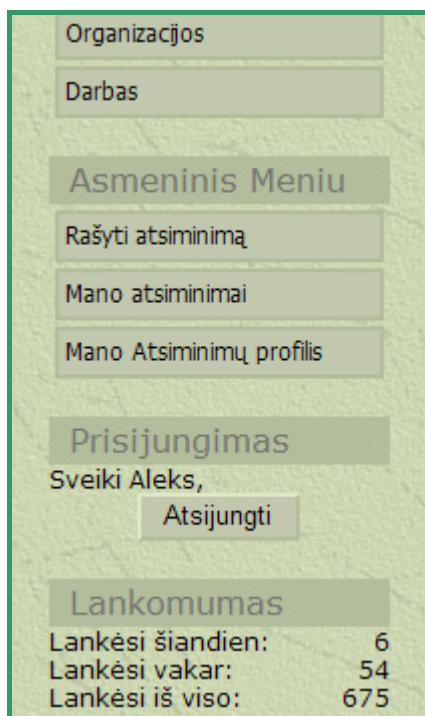 Organizacijos
Darbas
Asmeninis Meniu
Rašyti atsiminimą
Mano atsiminimai
Mano Atsiminimų profilis
Prisijungimas
Sveiki Aleks,
Atsijungti
Lankomumas
Lankėsi šiandien: 6
Lankėsi vakar: 54
Lankėsi iš viso: 675